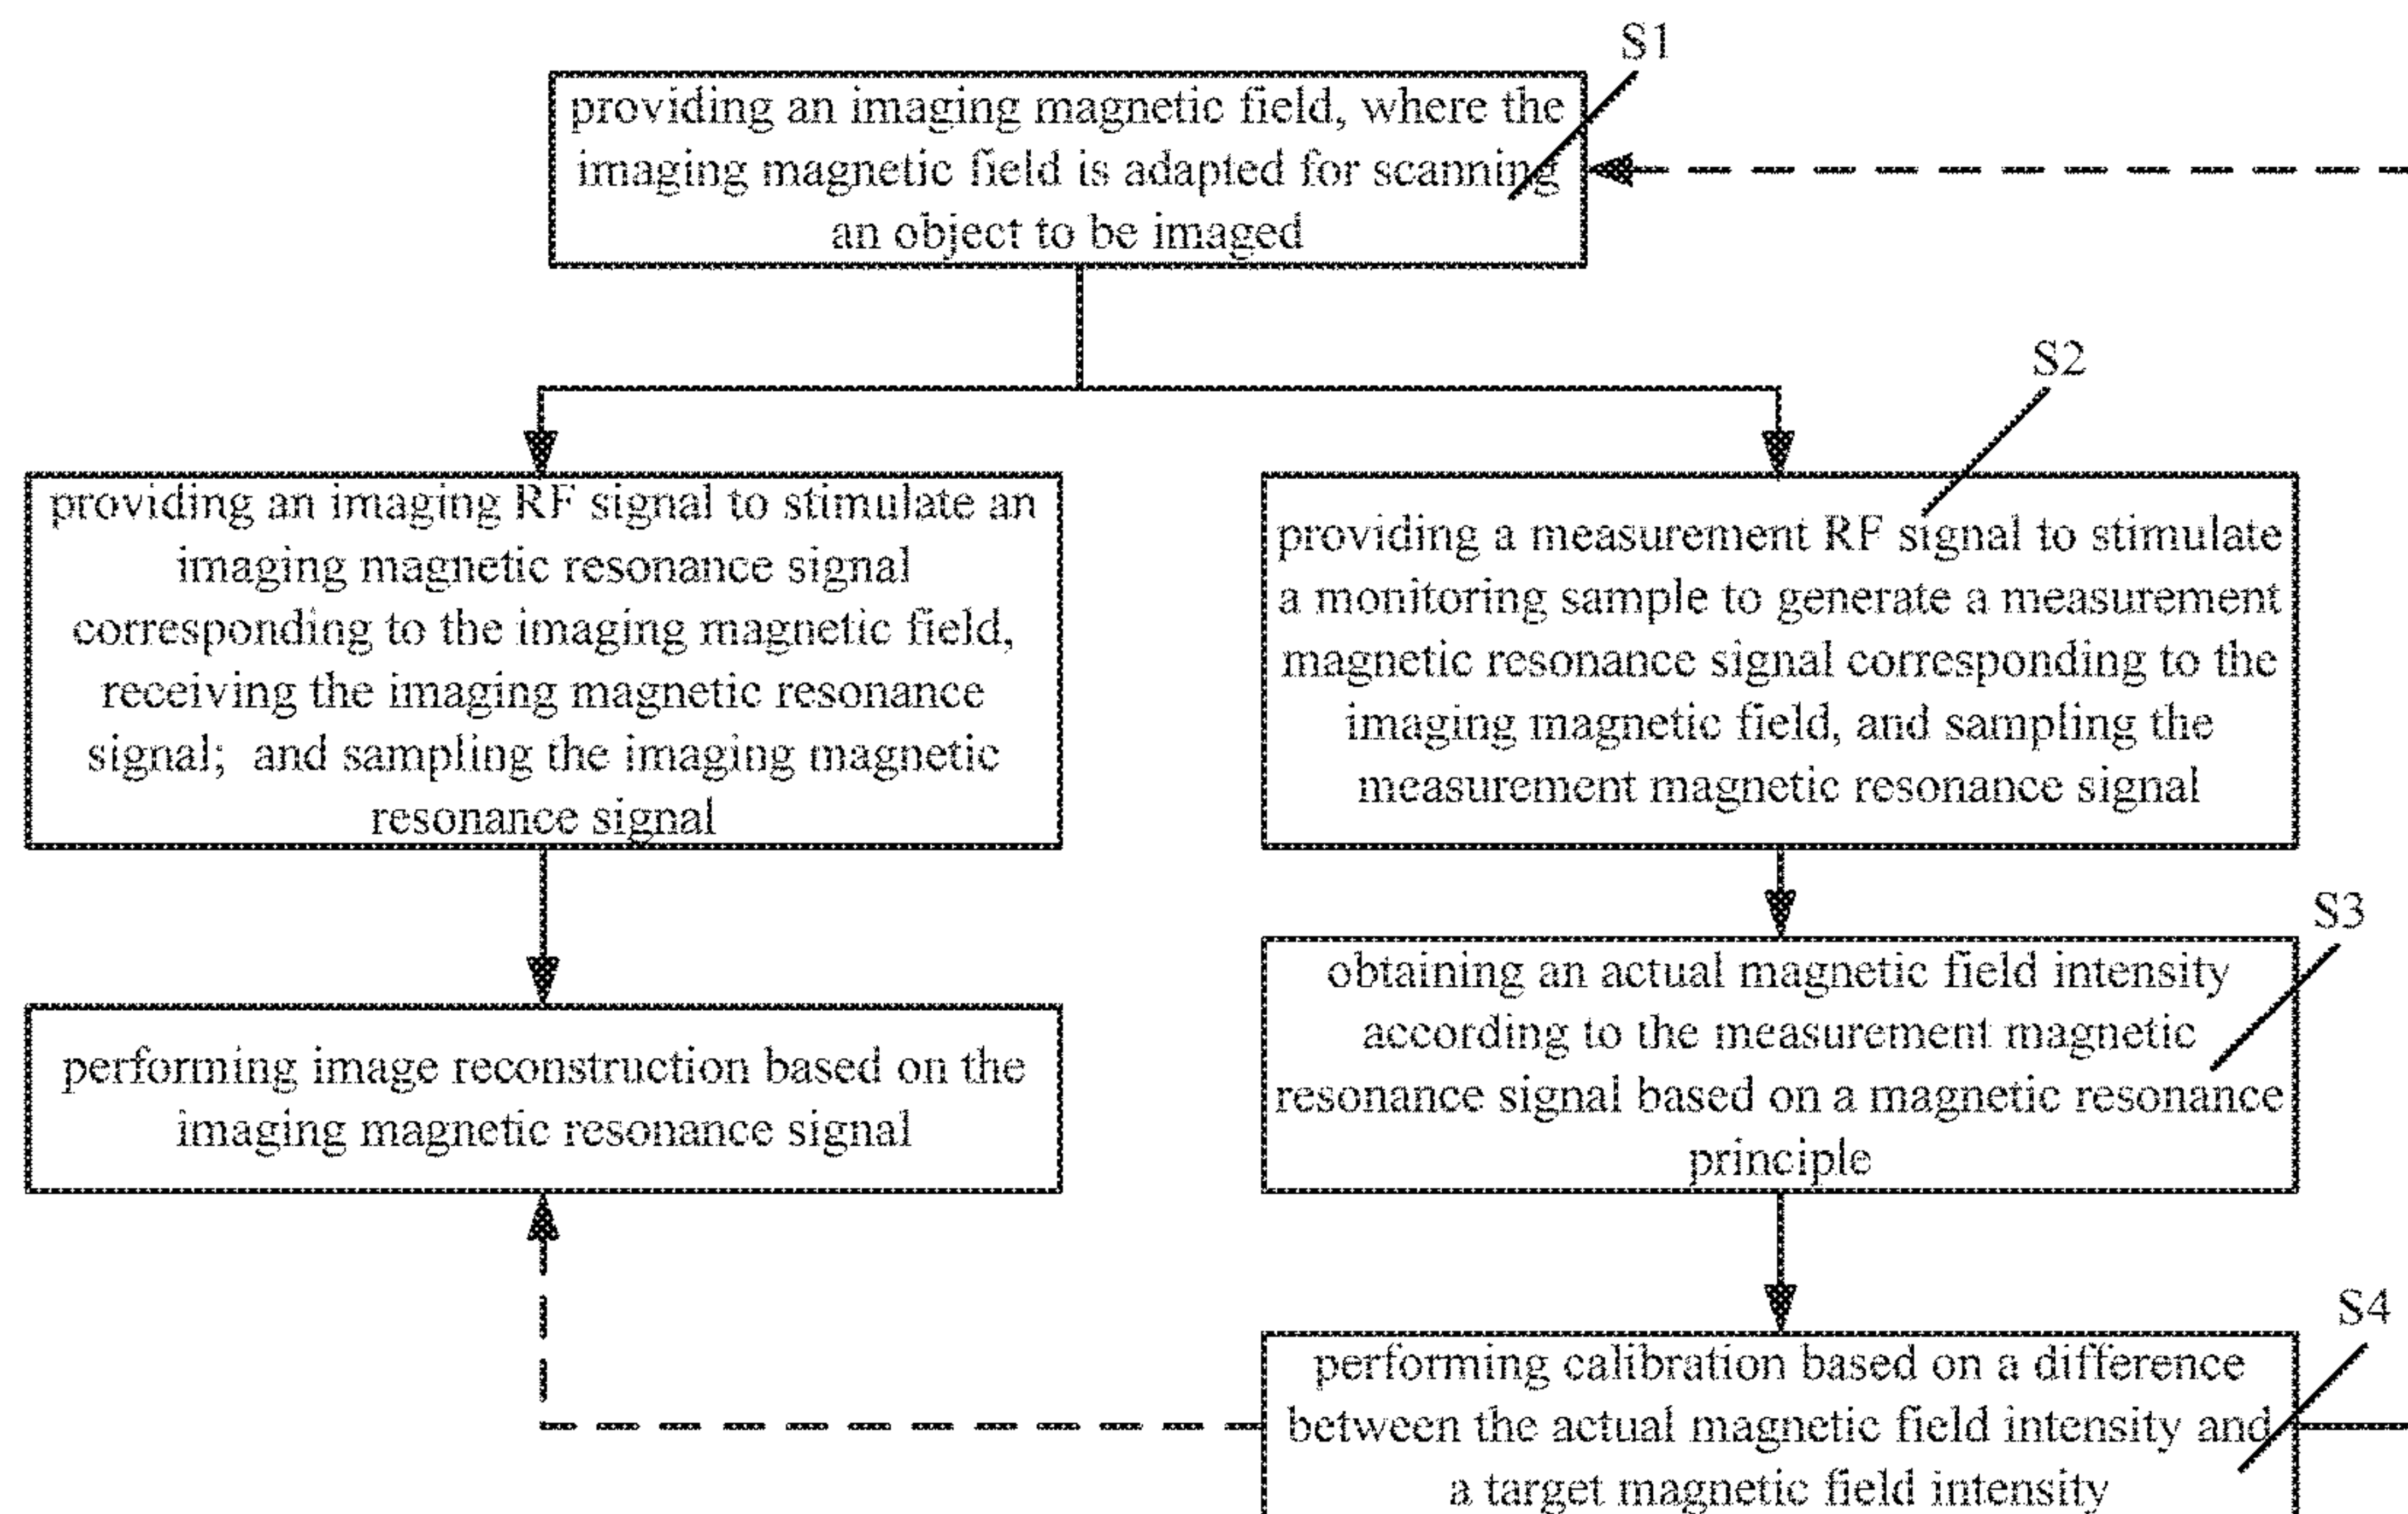 S1
providing an imaging magnetic field, where the
imaging magnetic field is adapted for scanning
an object to be imaged
S2
providing an imaging RF signal to stimulate an
imaging magnetic resonance signal
corresponding to the imaging magnetic field,
receiving the imaging magnetic resonance
signal; and sampling the imaging magnetic
resonance signal
providing a measurement RF signal to stimulate
a monitoring sample to generate a measurement
magnetic resonance signal corresponding to the
imaging magnetic field, and sampling the
measurement magnetic resonance signal
S3
performing image reconstruction based on the
imaging magnetic resonance signal
obtaining an actual magnetic field intensity
according to the measurement magnetic
resonance signal based on a magnetic resonance
principle
S4
performing calibration based on a difference
between the actual magnetic field intensity and
a target magnetic field intensity